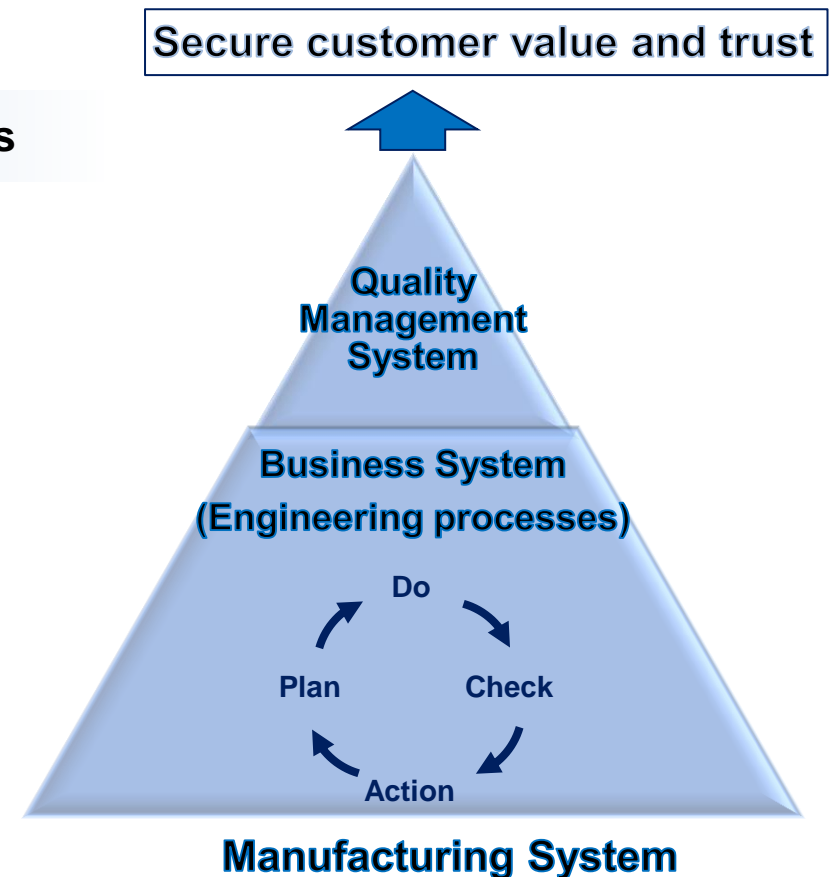 Secure customer value and trust
s
Quality
Management
System
Business System
(Engineering processes)
Do
Plan
Check
Action
Manufacturing System